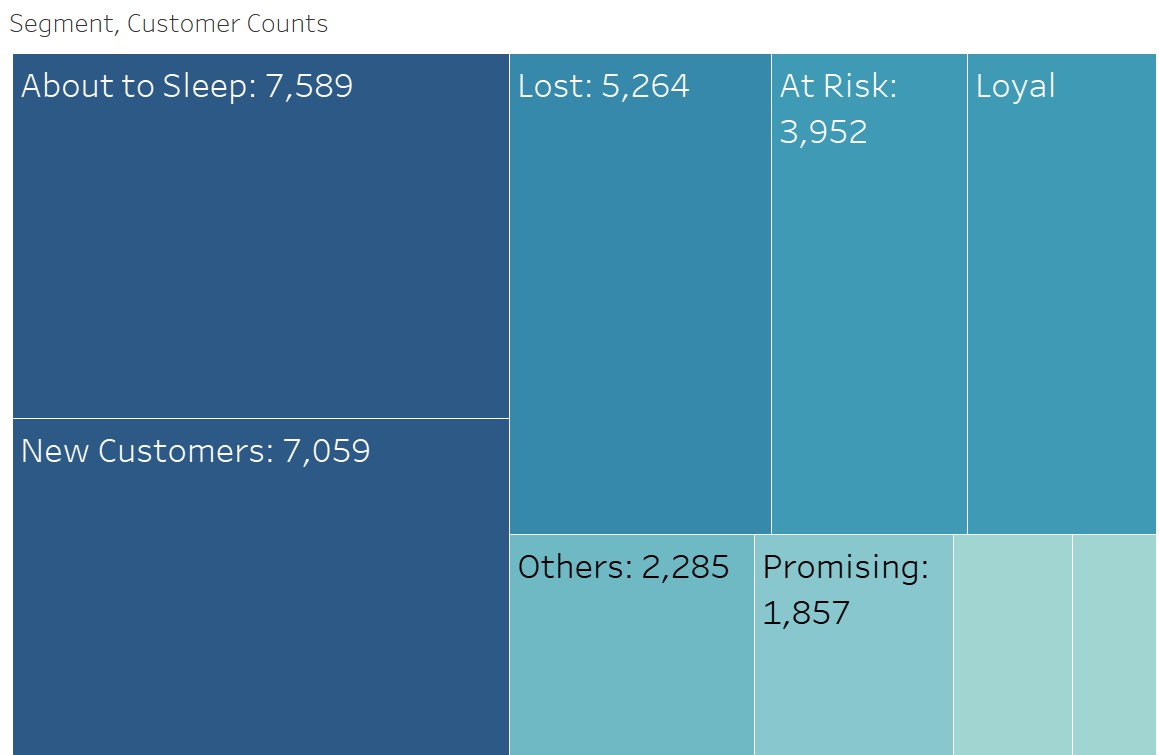 Segment, Customer Counts
About to Sleep: 7,589
Lost: 5,264
At Risk:
3,952
Loyal
New Customers: 7,059
Others: 2,285
Promising:
1,857